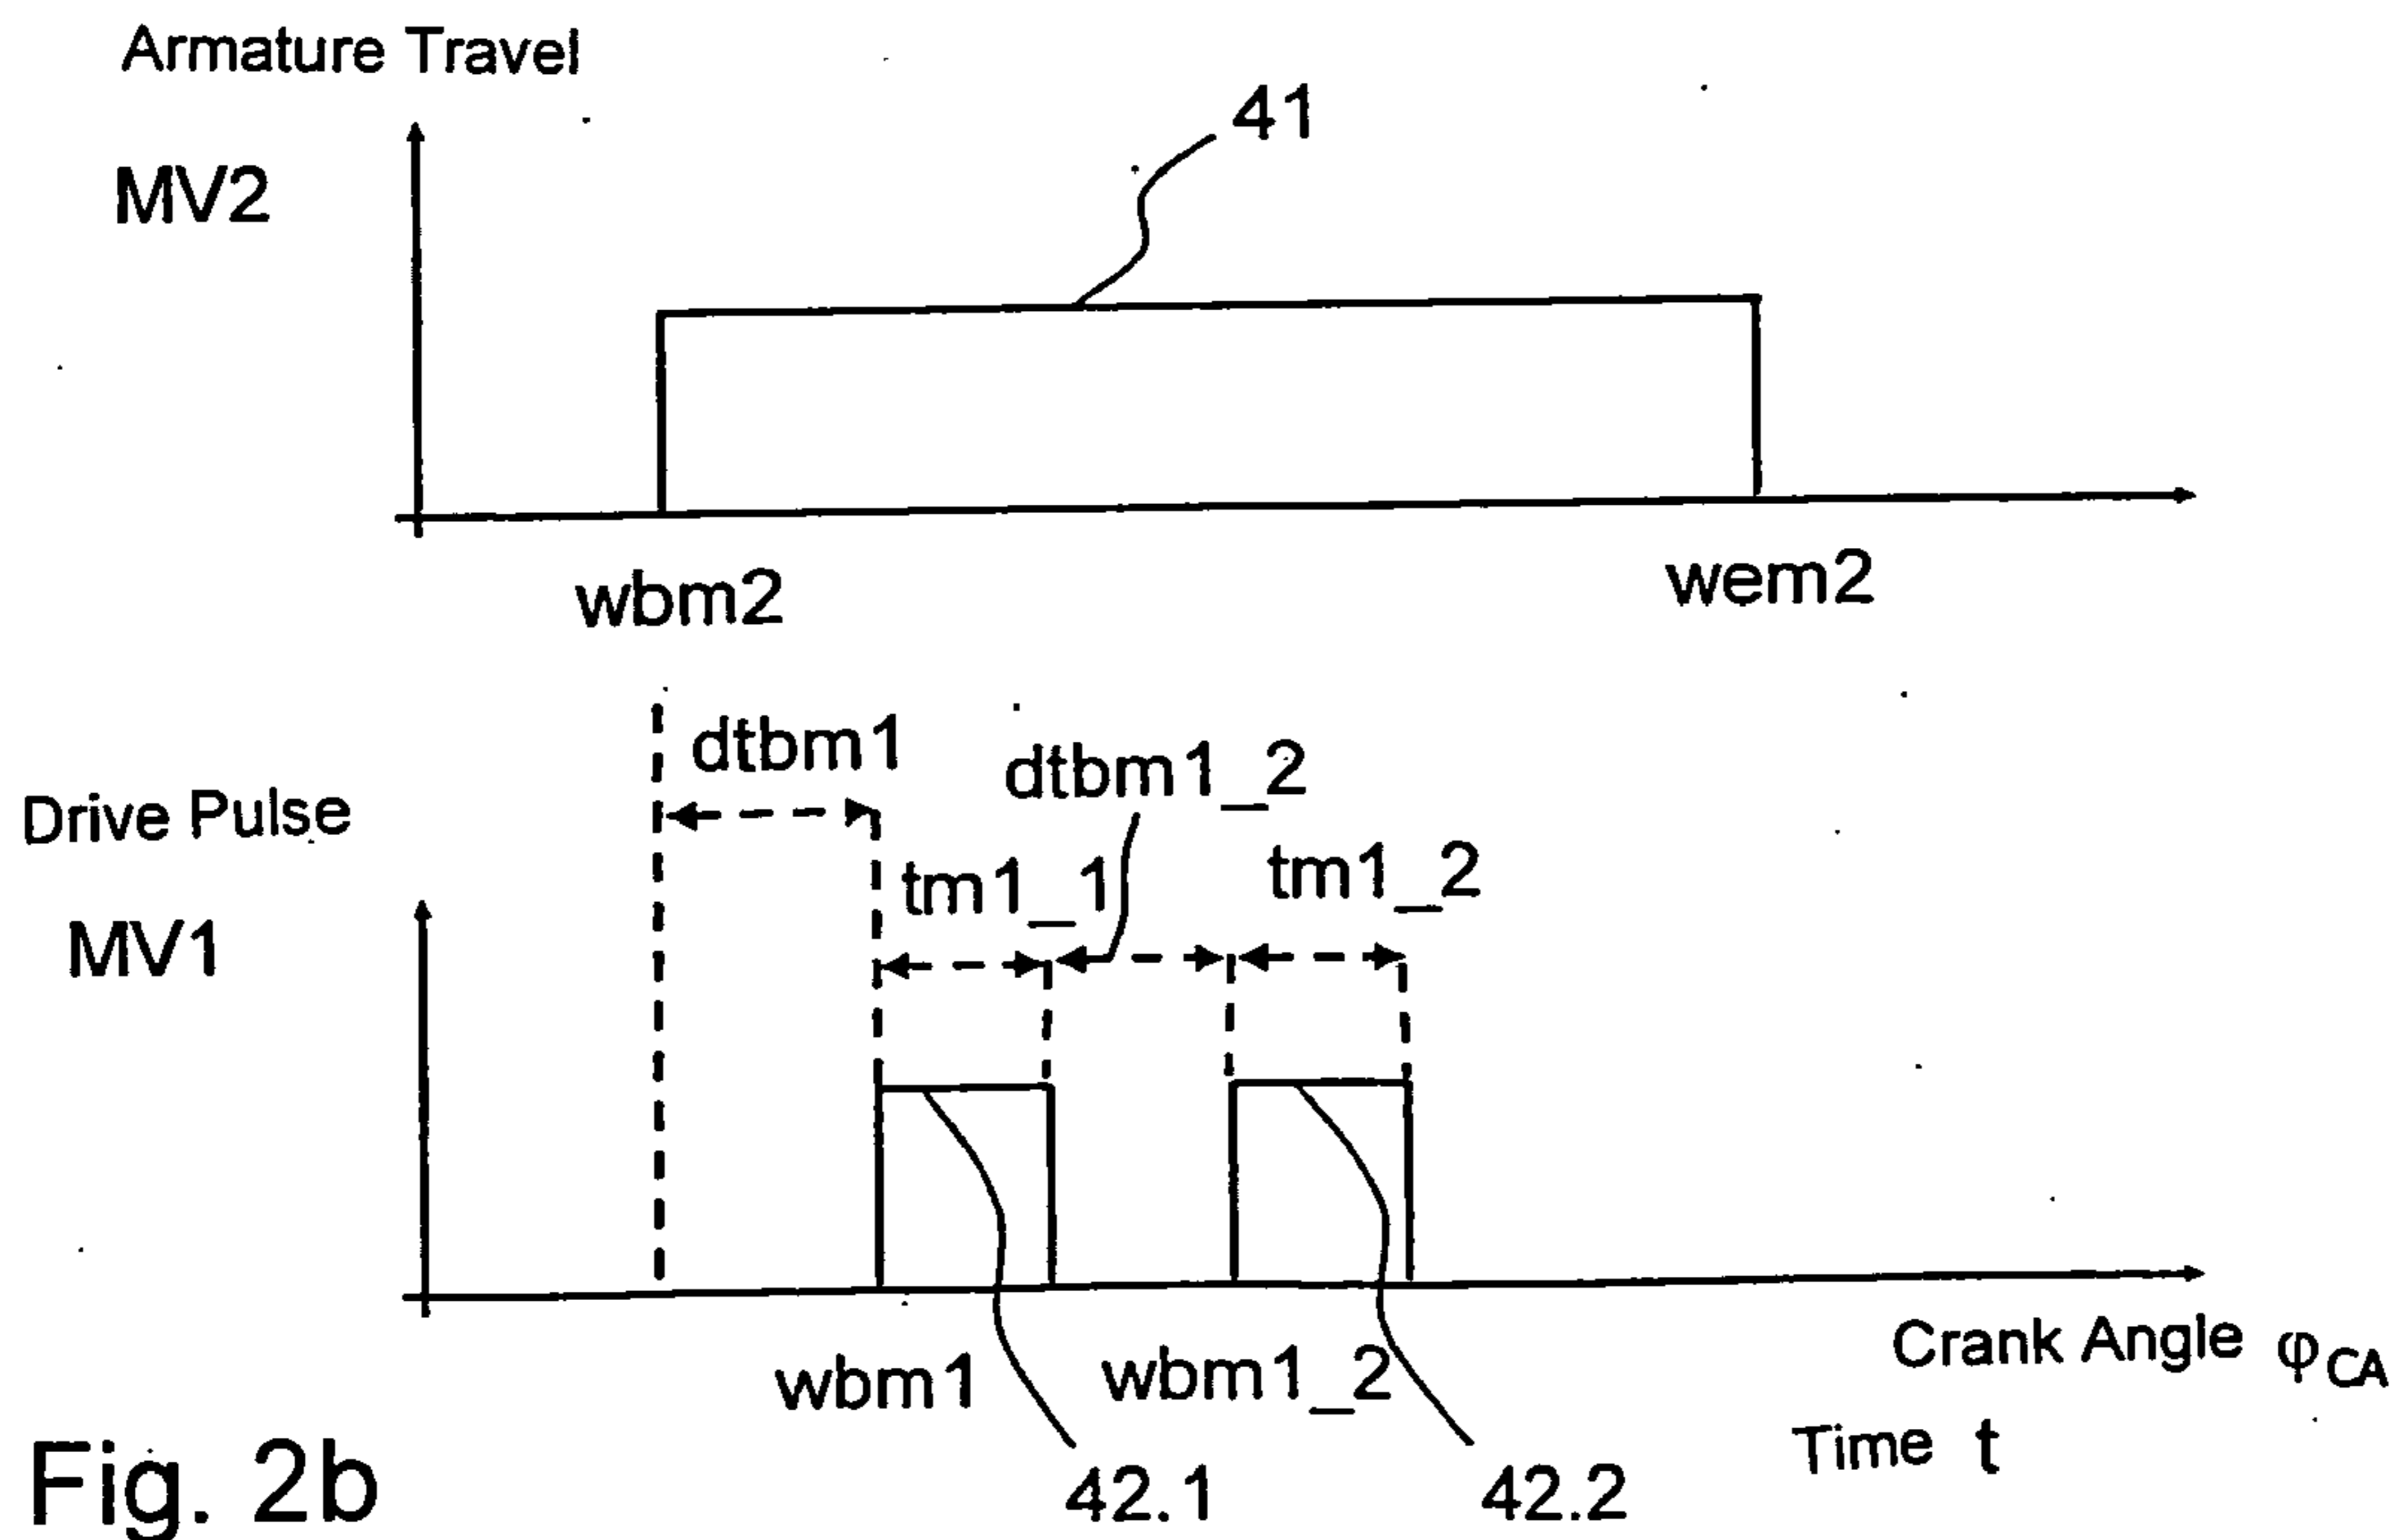 Armature Travel
MV2
41
wbm2
wem2
dtbm1
dtbm1_2
Drive Pulse
tm1_1
tm1_2
MV1
Crank Angle φCA
wbm1
wbm1_2
Time t
Fig. 2b
42.1
42.2